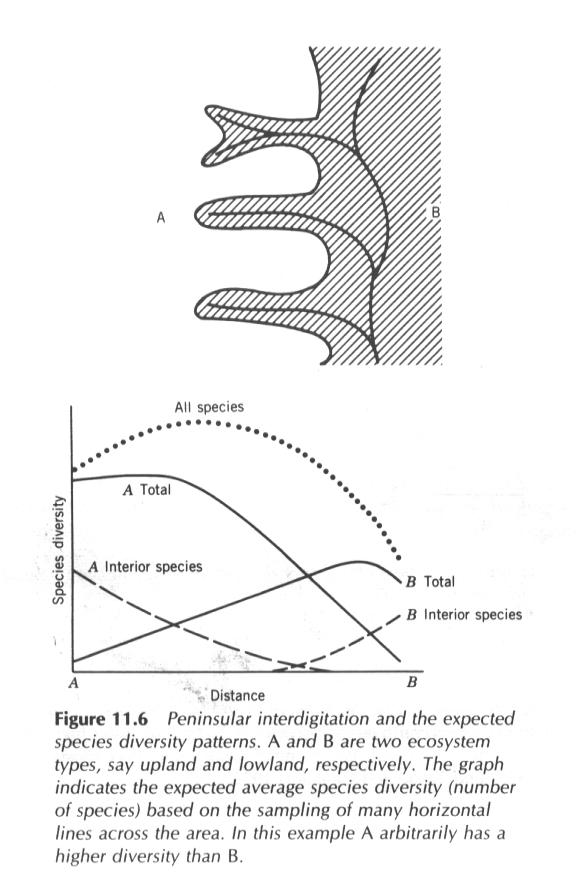 A
B
All species
A Total
A Interior species
B Total
B Interior species
Species diversity
A
B
Distance
Figure 11.6 Peninsular interdigitation and the expected
species diversity patterns. A and B are two ecosystem
types, say upland and lowland, respectively. The graph
indicates the expected average species diversity (number
of species) based on the sampling of many horizontal
lines across the area. In this example A arbitrarily has a
higher diversity than B.